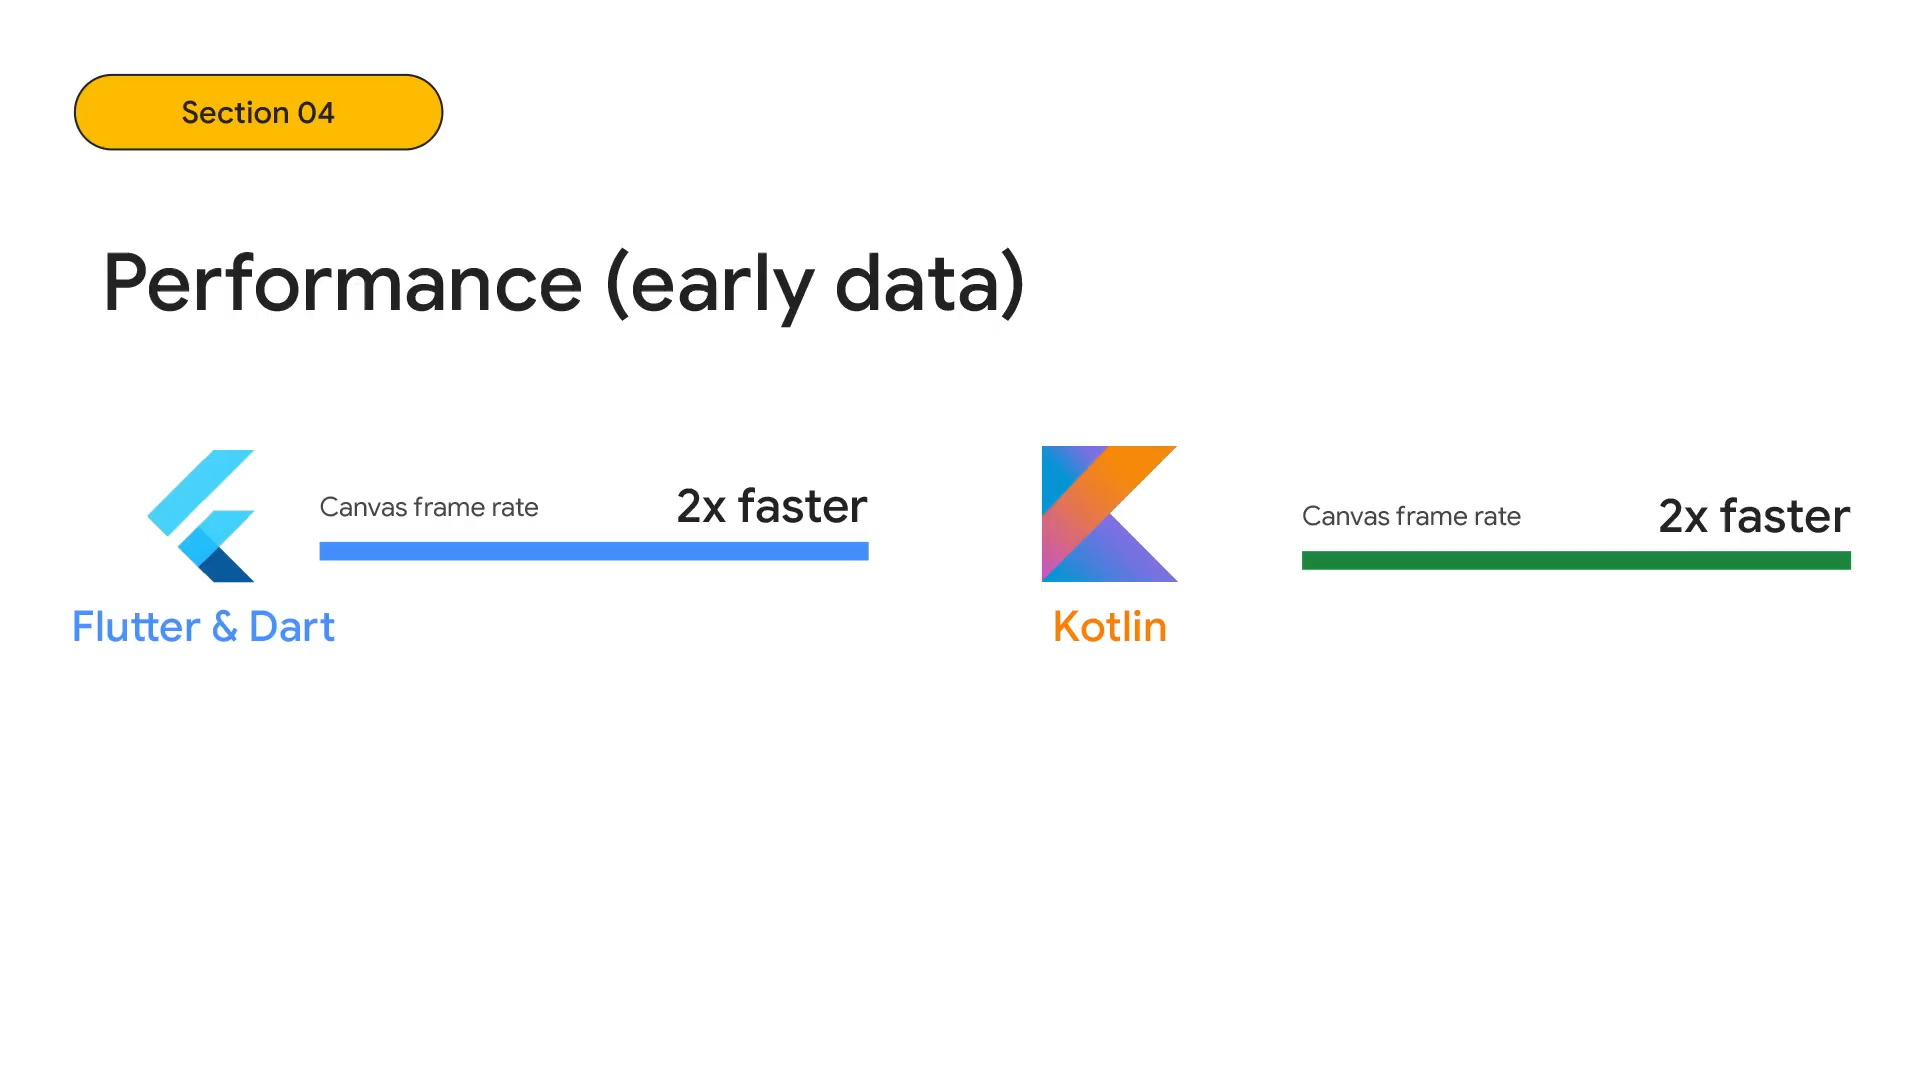 Section 04
Performance (early data)
Canvas frame rate
2x faster
Flutter & Dart
Canvas frame rate
2x faster
Kotlin